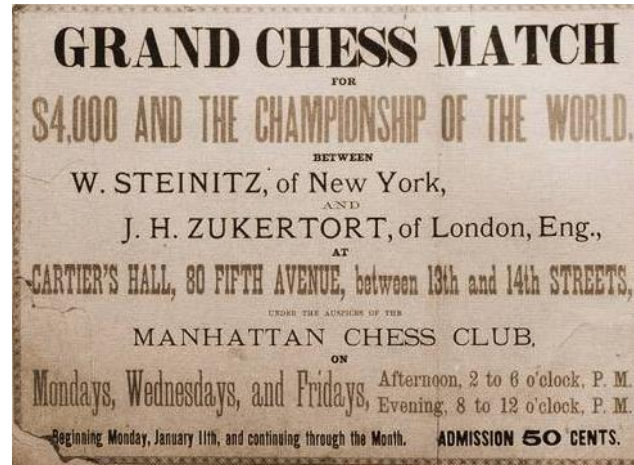 GRAND CHESS MATCH
FOR
$4,000 AND THE CHAMPIONSHIP OF THE WORLD,
BETWEEN
W. STEINITZ, of New York,
AND
J. H. ZUKERTORT, of London, Eng.,
AT
CARTIER'S HALL, 80 FIFTH AVENUE, between 13th and 14th STREETS,
UNDER THE AUSPICES OF THE
MANHATTAN CHESS CLUB,
ON
Mondays, Wednesdays, and Fridays, Afternoon, 2 to 6 o'clock, P. M.
Evening, 8 to 12 o'clock, P. M.
Beginning Monday, January 11th, and continuing through the Month. ADMISSION 50 CENTS.